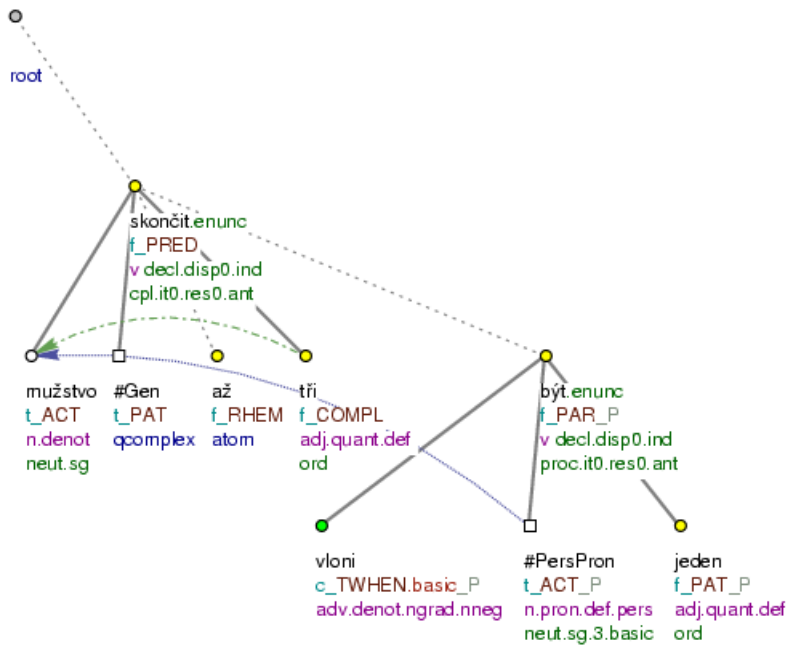 root
skončit.enunc
f_PRED
v decl.disp0.ind
cpl.it0.res0.ant
mužstvo #Gen až tři být.enunc
t_ACT t_PAT f_RHEM f_COMPL f_PAR_P
n.denot qcomplex atom adj.quant.def v decl.disp0.ind
neut.sg ord proc.it0.res0.ant
vloni #PersPron jeden
c_TWHEN.basic_P t_ACT_P f_PAT_P
adv.denot.ngrad.nneg n.pron.def.pers adj.quant.def
neut.sg.3.basic ord